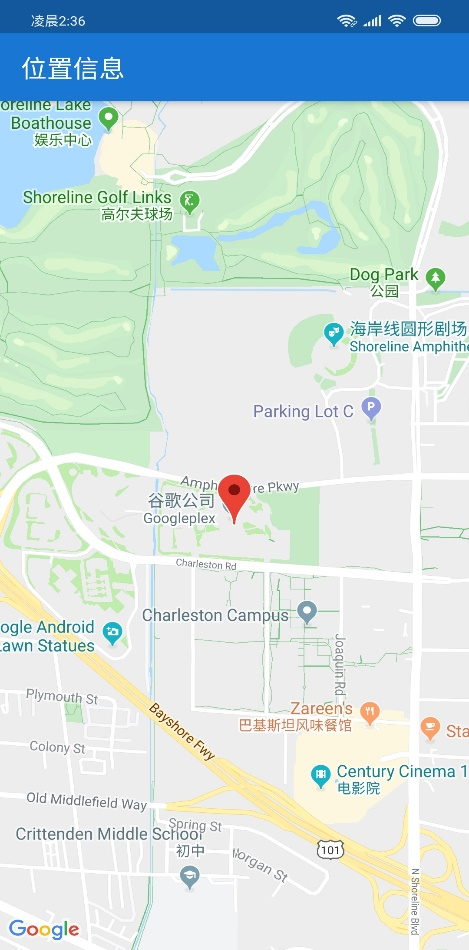 凌晨2:36
位置信息
oreline Lake
Boathouse
娱乐中心
Shoreline Golf Links
高尔夫球场
Dog Park
公园
海岸线圆形剧场
Shoreline Amphithe
Parking Lot C
P
Amph
re Pkwy
谷歌公司
Googleplex
Charleston Rd
Charleston Campus
ogle Android
Lawn Statues
Joaquin Rd
Plymouth St
Zareen's
巴基斯坦风味餐馆
Sta
Bayshore Fwy
Colony St
Century Cinema 1
电影院
Old Middlefield Way
Spring St
Crittenden Middle School
初中
Morgan St
101
N Shoreline Blvd
Google